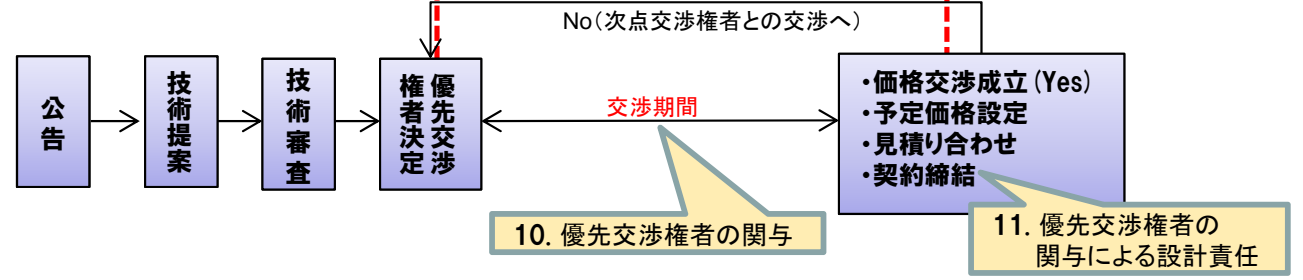 No（次点交渉権者との交渉へ）
公告
技術提案
技術審査
優先交渉
権者決定
交渉期間
・価格交渉成立（Yes）
・予定価格設定
・見積り合わせ
・契約締結
10. 優先交渉権者の関与
11. 優先交渉権者の
関与による設計責任